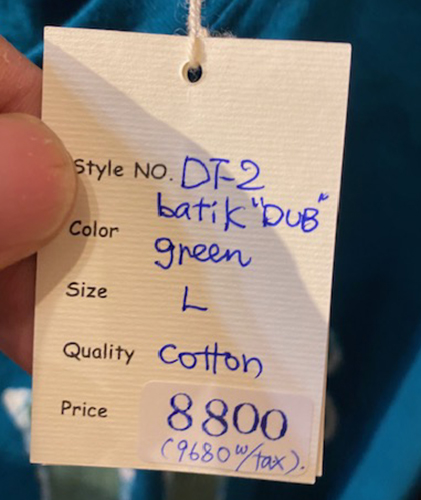 Style NO. DT-2
batik "DUB"
Color green
Size L
Quality cotton
Price 8800
(9680 w/tax).